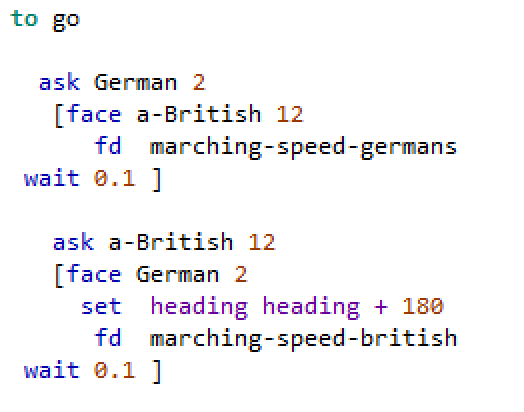 to go
ask German 2
[face a-British 12
fd marching-speed-germans
wait 0.1 ]
ask a-British 12
[face German 2
set heading heading + 180
fd marching-speed-british
wait 0.1 ]